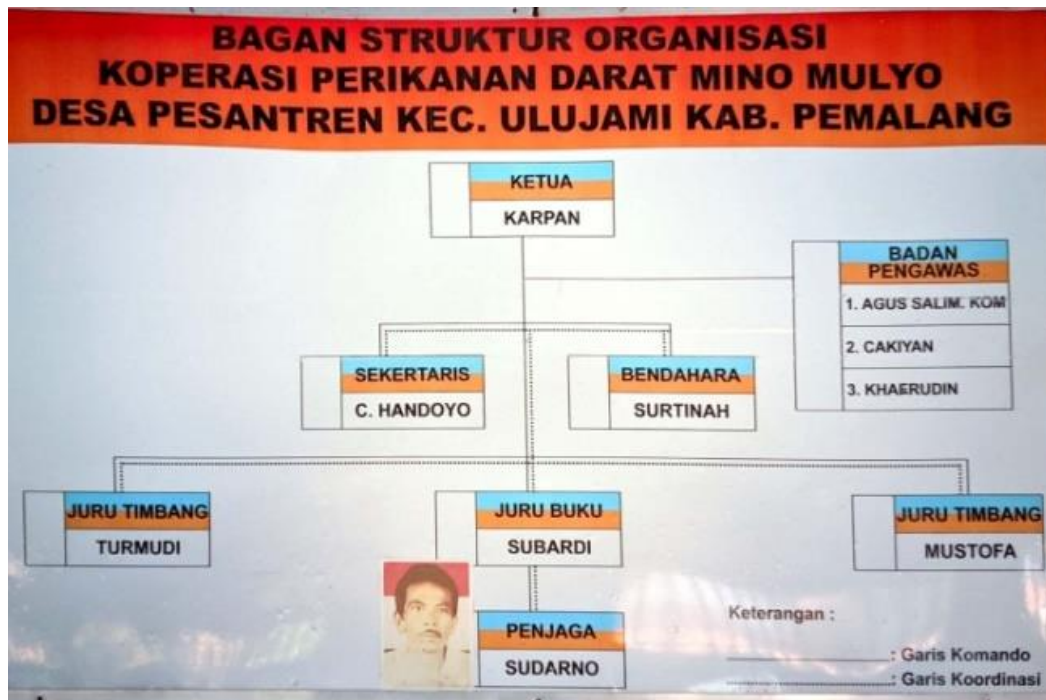 BAGAN STRUKTUR ORGANISASI
KOPERASI PERIKANAN DARAT MINO MULYO
DESA PESANTREN KEC. ULUJAMI KAB. PEMALANG
KETUA
KARPAN
BADAN
PENGAWAS
1. AGUS SALIM. KOM
2. CAKIYAN
3. KHAERUDIN
SEKERTARIS
C. HANDOYO
BENDAHARA
SURTINAH
JURU TIMBANG
TURMUDI
JURU BUKU
SUBARDI
JURU TIMBANG
MUSTOFA
PENJAGA
SUDARNO
Keterangan :
: Garis Komando
: Garis Koordinasi